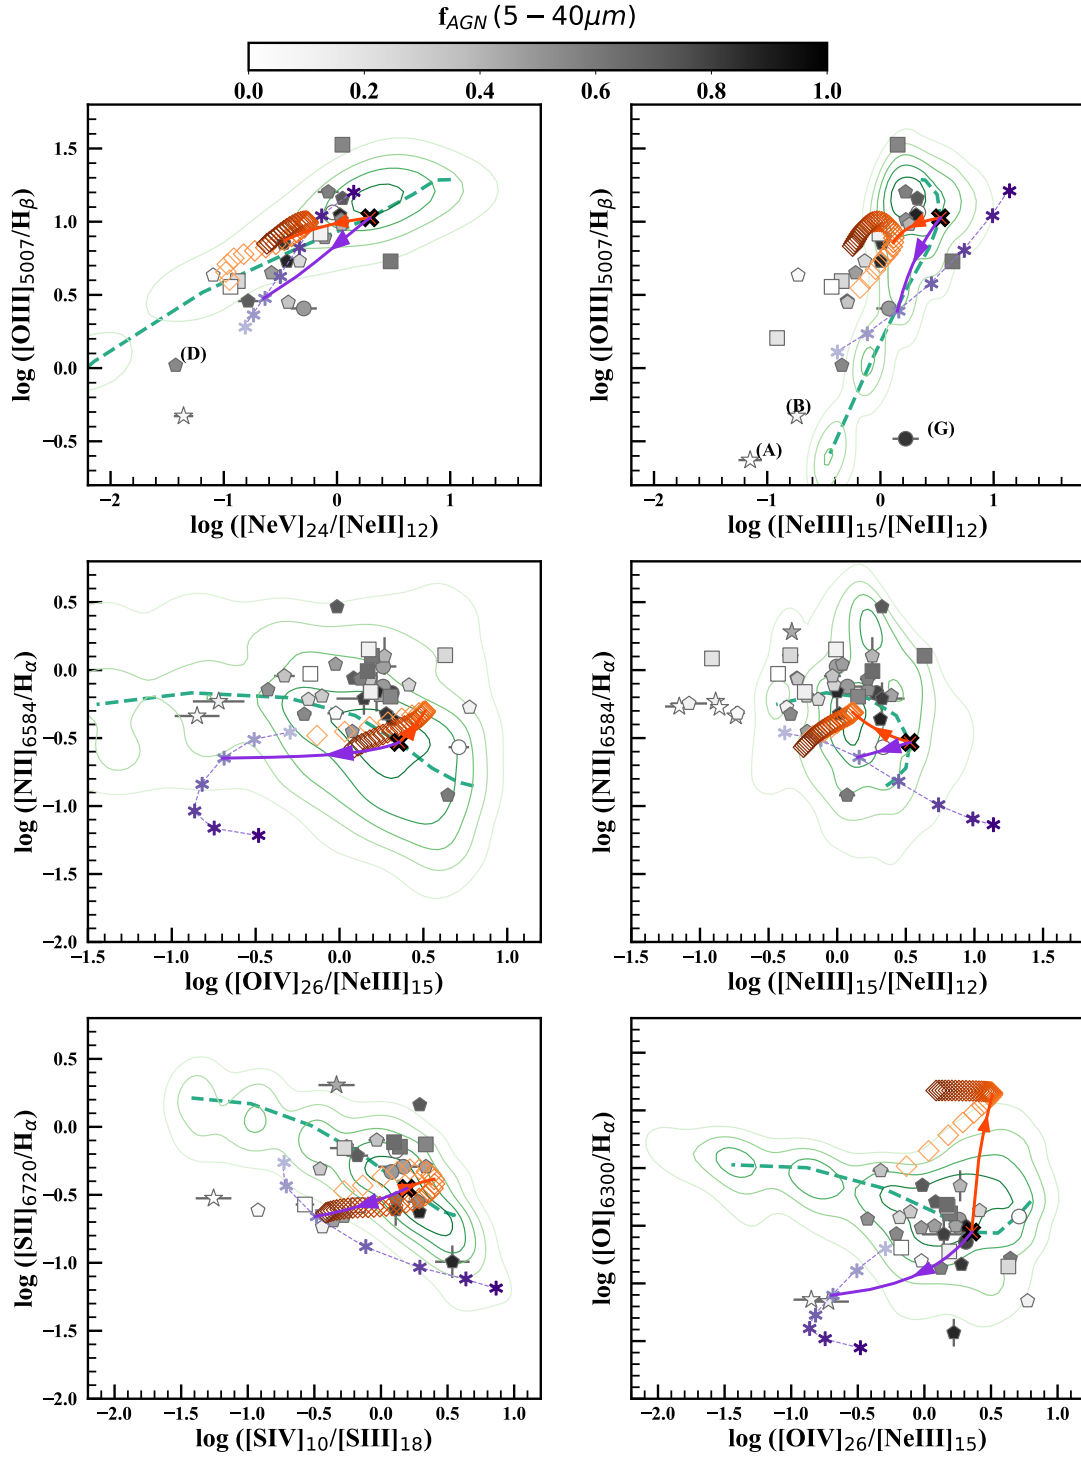 f_AGN (5 − 40μm)
0.0 0.2 0.4 0.6 0.8 1.0
1.5
1.0
0.5
0.0
−0.5
log ([OIII]5007/Hβ)
(D)
−2 −1 0 1
log ([NeV]24/[NeII]12)
log ([OIII]5007/Hβ)
(B)
(A)
(G)
−2 −1 0 1
log ([NeIII]15/[NeII]12)
0.5
0.0
−0.5
−1.0
−1.5
−2.0
log ([NII]6584/Hα)
−1.5 −1.0 −0.5 0.0 0.5 1.0
log ([OIV]26/[NeIII]15)
log ([NII]6584/Hα)
−1.5 −1.0 −0.5 0.0 0.5 1.0 1.5
log ([NeIII]15/[NeII]12)
0.5
0.0
−0.5
−1.0
−1.5
−2.0
log ([SII]6720/Hα)
−2.0 −1.5 −1.0 −0.5 0.0 0.5 1.0
log ([SIV]10/[SIII]18)
log ([OI]6300/Hα)
−2.0 −1.5 −1.0 −0.5 0.0 0.5 1.0
log ([OIV]26/[NeIII]15)